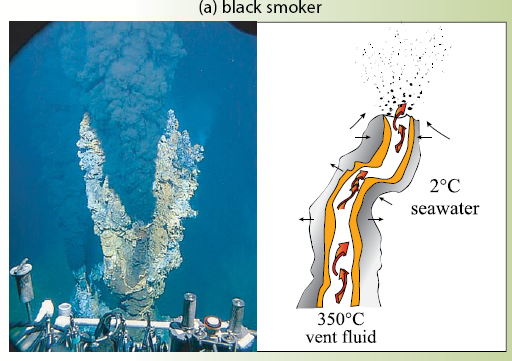 (a) black smoker
2°C
seawater
350°C
vent fluid